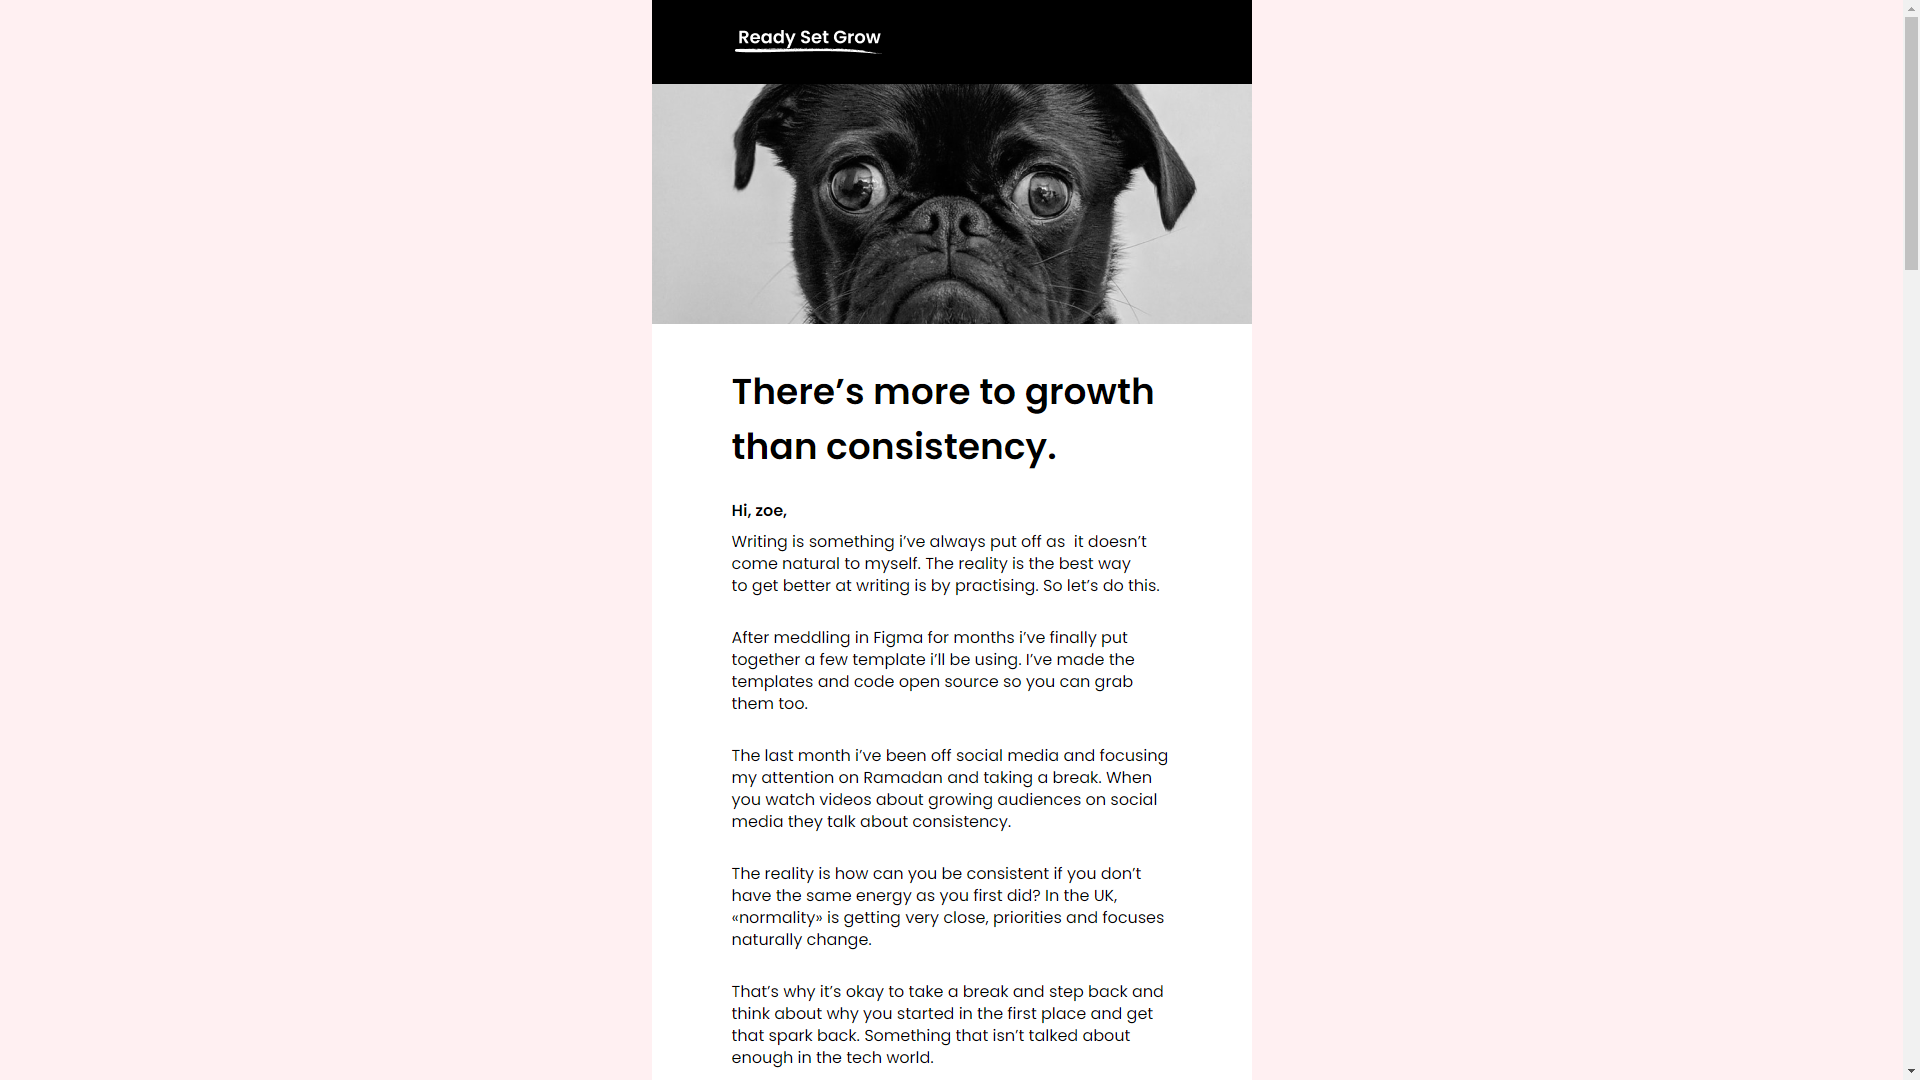 Ready Set Grow
There’s more to growth
than consistency.
Hi, zoe,
Writing is something i’ve always put off as  it doesn’t
come natural to myself. The reality is the best way
to get better at writing is by practising. So let’s do this.
After meddling in Figma for months i’ve finally put
together a few template i’ll be using. I’ve made the
templates and code open source so you can grab
them too.
The last month i’ve been off social media and focusing
my attention on Ramadan and taking a break. When
you watch videos about growing audiences on social
media they talk about consistency.
The reality is how can you be consistent if you don’t
have the same energy as you first did? In the UK,
«normality» is getting very close, priorities and focuses
naturally change.
That’s why it’s okay to take a break and step back and
think about why you started in the first place and get
that spark back. Something that isn’t talked about
enough in the tech world.